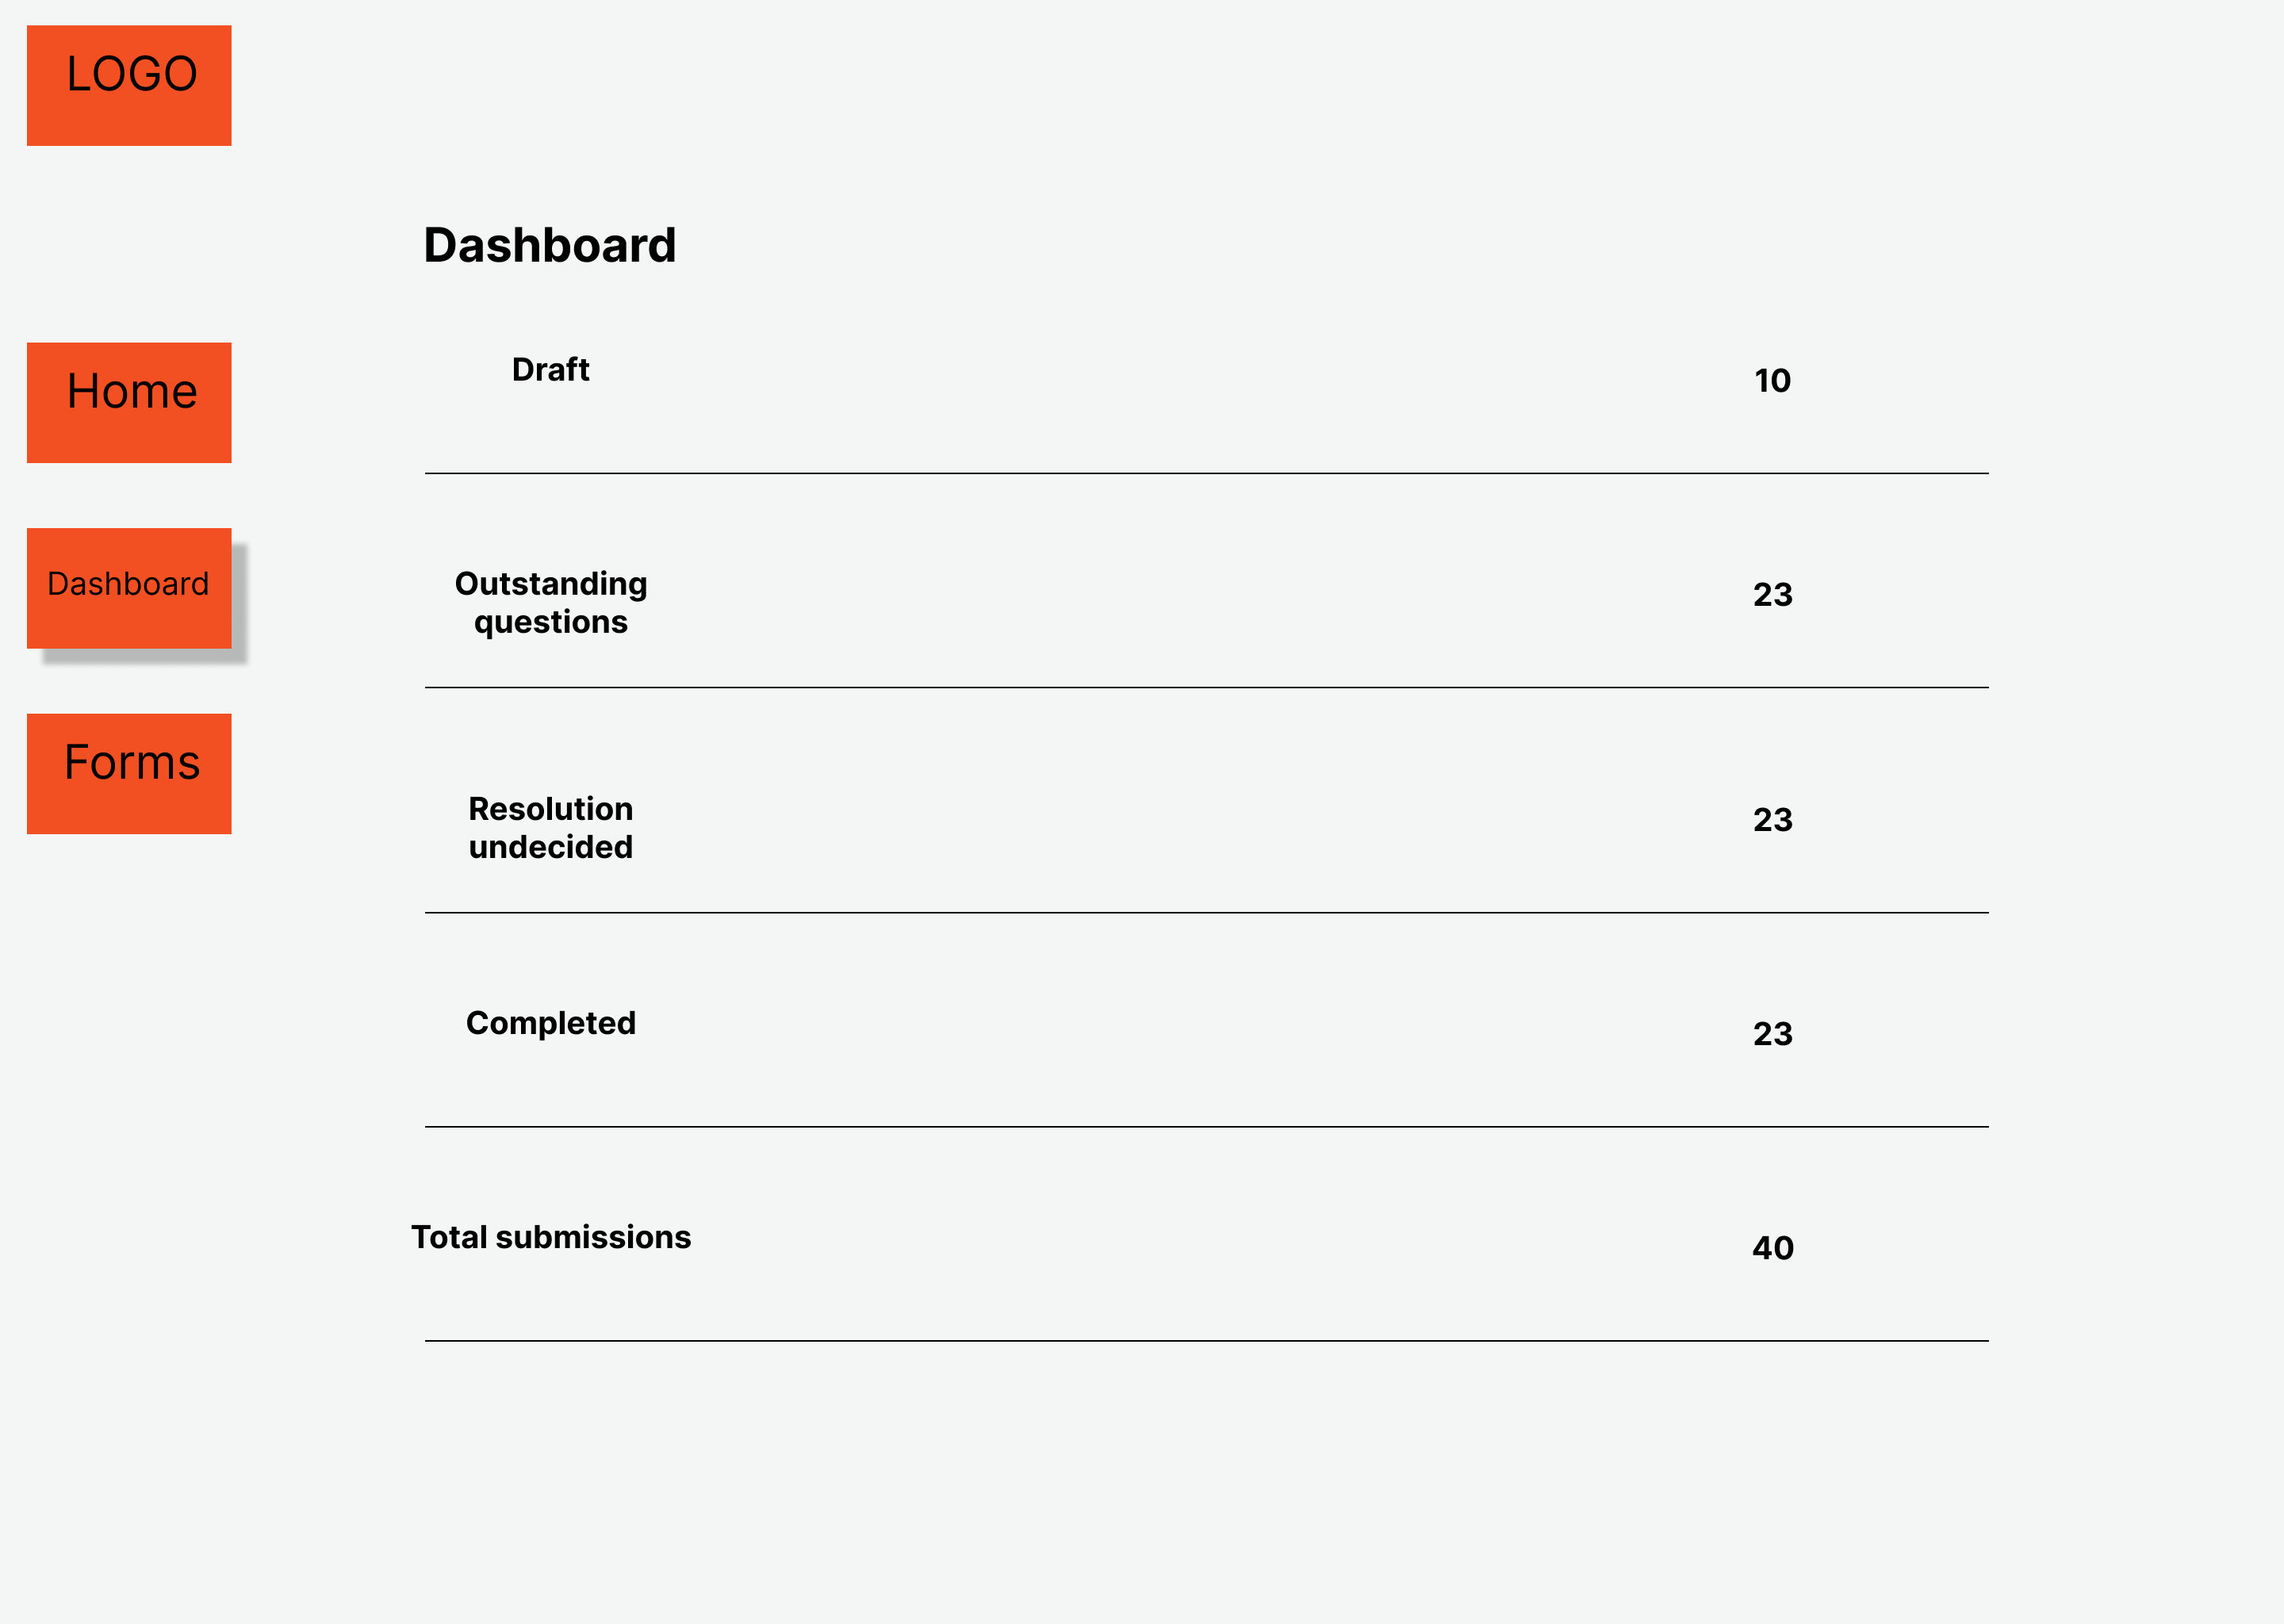 LOGO
Dashboard
Home
Draft
10
Dashboard
Outstanding
questions
23
Forms
Resolution
undecided
23
Completed
23
Total submissions
40